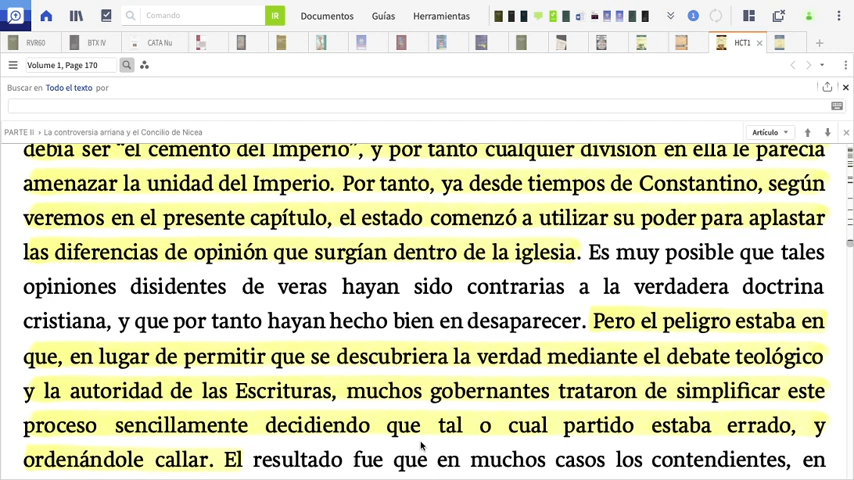 Comando
IR
Documentos
Guías
Herramientas
1
RVR60
BTX IV
CATA Nu
HCT1
Volume 1, Page 170
Buscar en Todo el texto por
PARTE II › La controversia arriana y el Concilio de Nicea
Artículo
debía ser “el cemento del Imperio”, y por tanto cualquier división en ella le parecía
amenazar la unidad del Imperio. Por tanto, ya desde tiempos de Constantino, según
veremos en el presente capítulo, el estado comenzó a utilizar su poder para aplastar
las diferencias de opinión que surgían dentro de la iglesia. Es muy posible que tales
opiniones disidentes de veras hayan sido contrarias a la verdadera doctrina
cristiana, y que por tanto hayan hecho bien en desaparecer. Pero el peligro estaba en
que, en lugar de permitir que se descubriera la verdad mediante el debate teológico
y la autoridad de las Escrituras, muchos gobernantes trataron de simplificar este
proceso sencillamente decidiendo que tal o cual partido estaba errado, y
ordenándole callar. El resultado fue que en muchos casos los contendientes, en